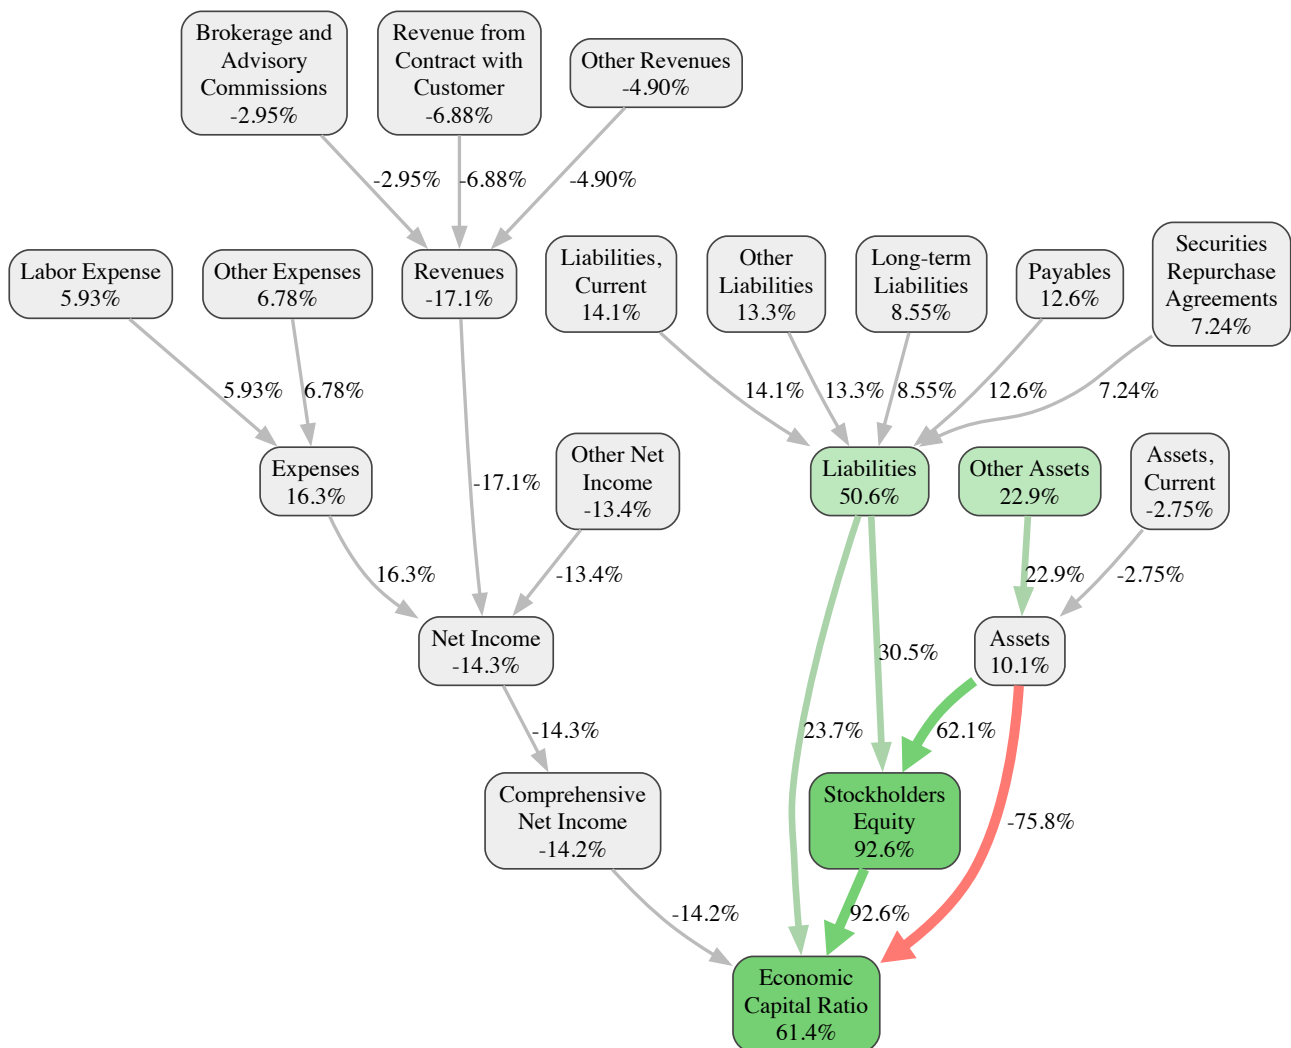 Brokerage and
Advisory
Commissions
-2.95%
Revenue from
Contract with
Customer
-6.88%
Other Revenues
-4.90%
-2.95%
-6.88%
-4.90%
Labor Expense
5.93%
Other Expenses
6.78%
Revenues
-17.1%
Liabilities,
Current
14.1%
Other
Liabilities
13.3%
Long-term
Liabilities
8.55%
Payables
12.6%
Securities
Repurchase
Agreements
7.24%
5.93%
6.78%
14.1%
13.3%
8.55%
12.6%
7.24%
Expenses
16.3%
-17.1%
Other Net
Income
-13.4%
Liabilities
50.6%
Other Assets
22.9%
Assets,
Current
-2.75%
16.3%
-13.4%
22.9%
-2.75%
Net Income
-14.3%
30.5%
Assets
10.1%
-14.3%
23.7%
62.1%
Comprehensive
Net Income
-14.2%
Stockholders
Equity
92.6%
-75.8%
-14.2%
92.6%
Economic
Capital Ratio
61.4%